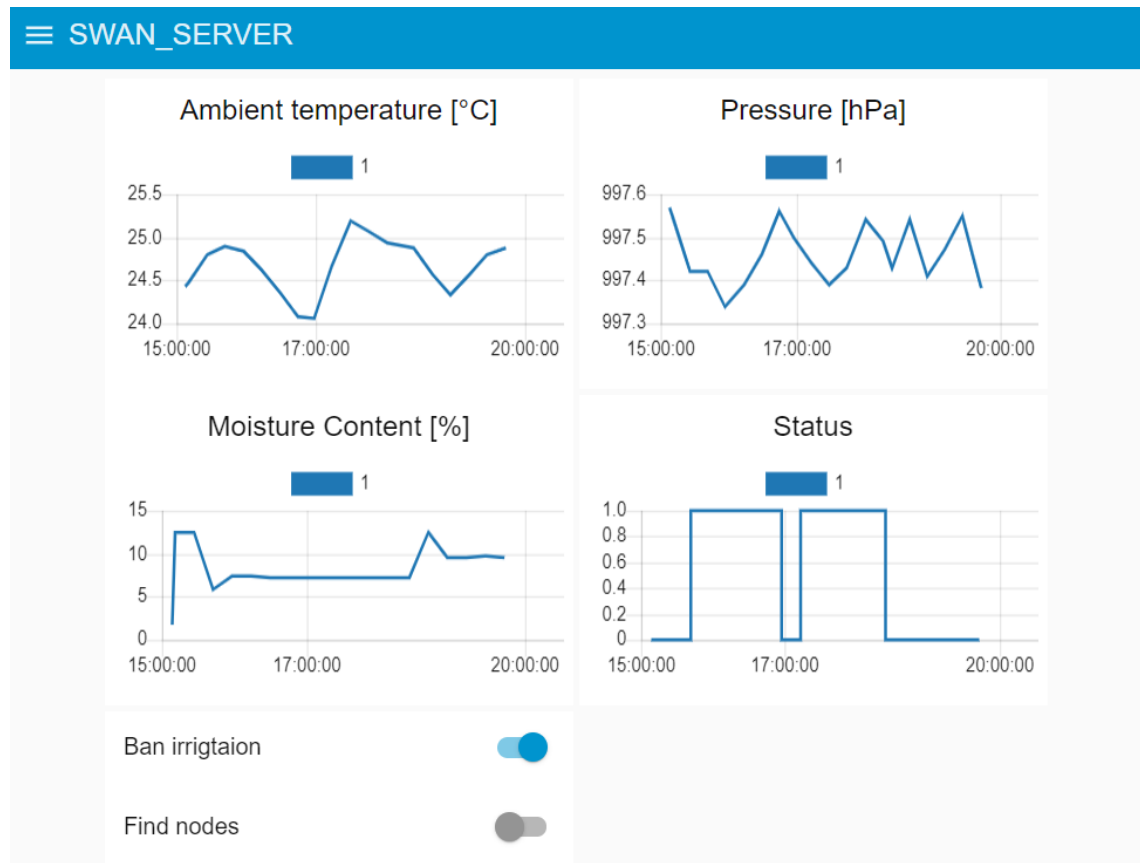 SWAN_SERVER
Ambient temperature [°C]
1
25.5
25.0
24.5
24.0
15:00:00 17:00:00 20:00:00
Pressure [hPa]
1
997.6
997.5
997.4
997.3
15:00:00 17:00:00 20:00:00
Moisture Content [%]
1
15
10
5
0
15:00:00 17:00:00 20:00:00
Status
1
1.0
0.8
0.6
0.4
0.2
0
15:00:00 17:00:00 20:00:00
Ban irrigtaion
Find nodes